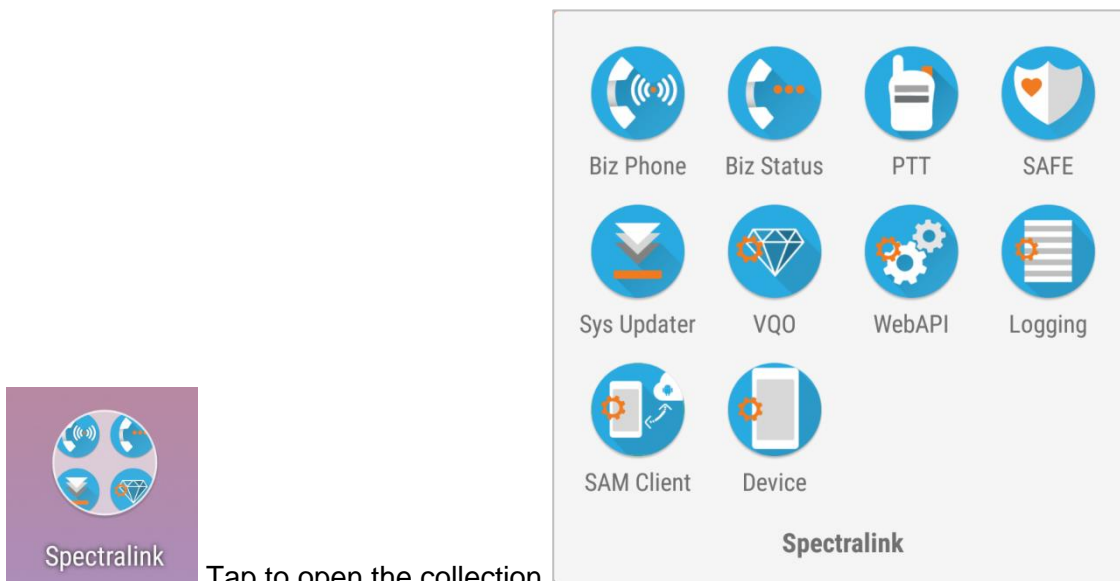 Biz Phone Biz Status PTT SAFE
Sys Updater VQO WebAPI Logging
SAM Client Device
Spectralink
Spectralink
Tap to open the collection